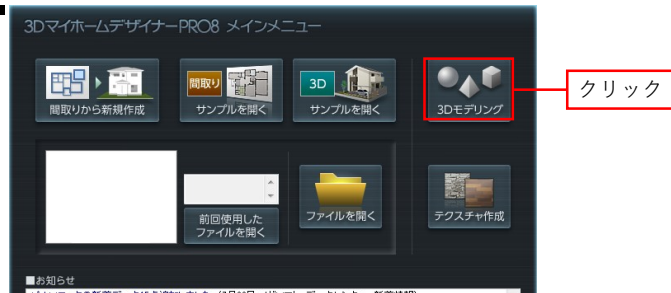 3DマイホームデザイナーPRO8 メインメニュー
間取りから新規作成
間取り
サンプルを開く
3D
サンプルを開く
3Dモデリング
クリック
前回使用した
ファイルを開く
ファイルを開く
テクスチャ作成
■お知らせ